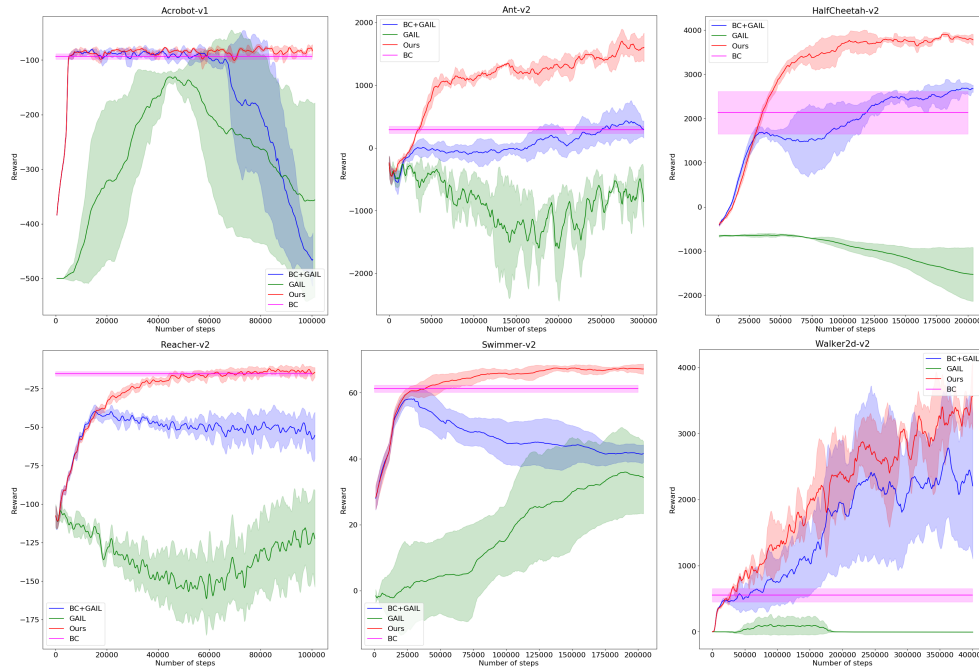 Acrobot-v1
Reward
−100
−200
−300
−400
−500
0
20000
40000
60000
80000
100000
Number of steps
BC+GAIL
GAIL
Ours
BC
Ant-v2
Reward
2000
1000
0
−1000
−2000
0
50000
100000
150000
200000
250000
300000
Number of steps
BC+GAIL
GAIL
Ours
BC
HalfCheetah-v2
Reward
4000
3000
2000
1000
0
−1000
−2000
0
25000
50000
75000
100000
125000
150000
175000
200000
Number of steps
BC+GAIL
GAIL
Ours
BC
Reacher-v2
Reward
−25
−50
−75
−100
−125
−150
−175
0
20000
40000
60000
80000
100000
Number of steps
BC+GAIL
GAIL
Ours
BC
Swimmer-v2
Reward
60
40
20
0
0
25000
50000
75000
100000
125000
150000
175000
200000
Number of steps
BC+GAIL
GAIL
Ours
BC
Walker2d-v2
Reward
4000
3000
2000
1000
0
0
50000
100000
150000
200000
250000
300000
350000
400000
Number of steps
BC+GAIL
GAIL
Ours
BC